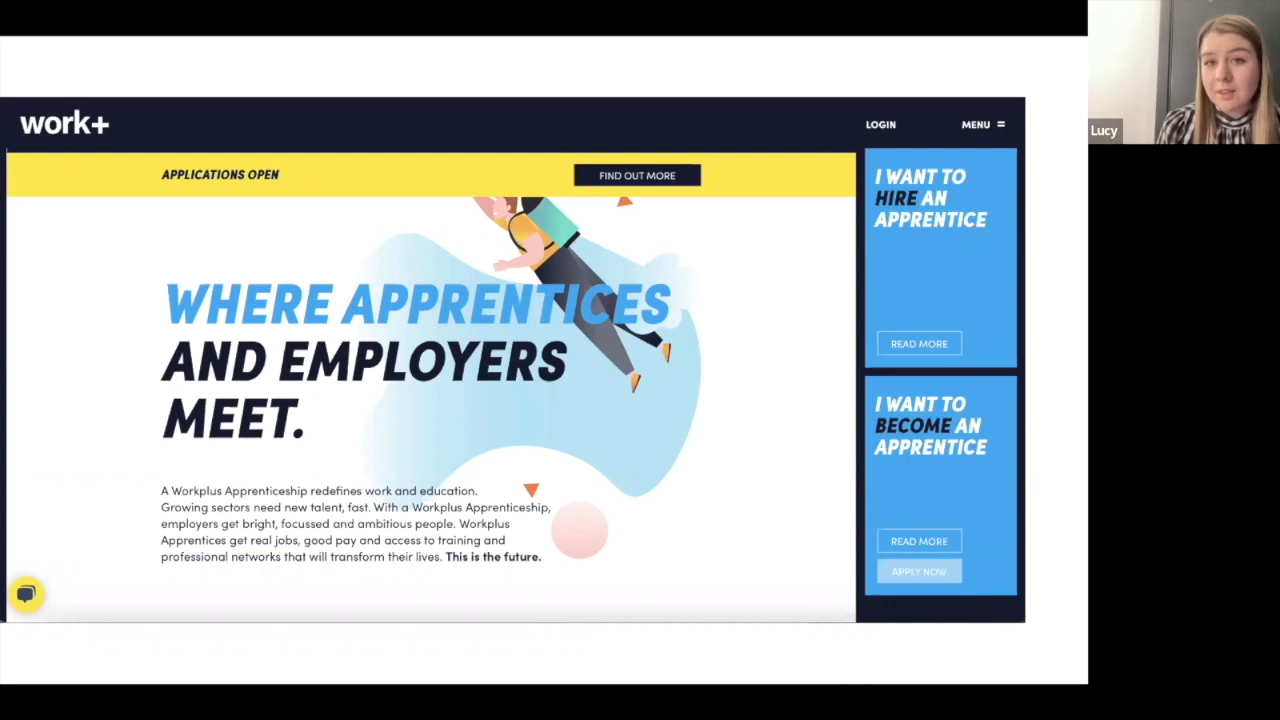 work+
LOGIN
MENU
APPLICATIONS OPEN
FIND OUT MORE
WHERE APPRENTICES
AND EMPLOYERS
MEET.
A Workplus Apprenticeship redefines work and education.
Growing sectors need new talent, fast. With a Workplus Apprenticeship,
employers get bright, focussed and ambitious people. Workplus
Apprentices get real jobs, good pay and access to training and
professional networks that will transform their lives. This is the future.
I WANT TO
HIRE AN
APPRENTICE
READ MORE
I WANT TO
BECOME AN
APPRENTICE
READ MORE
APPLY NOW
Lucy